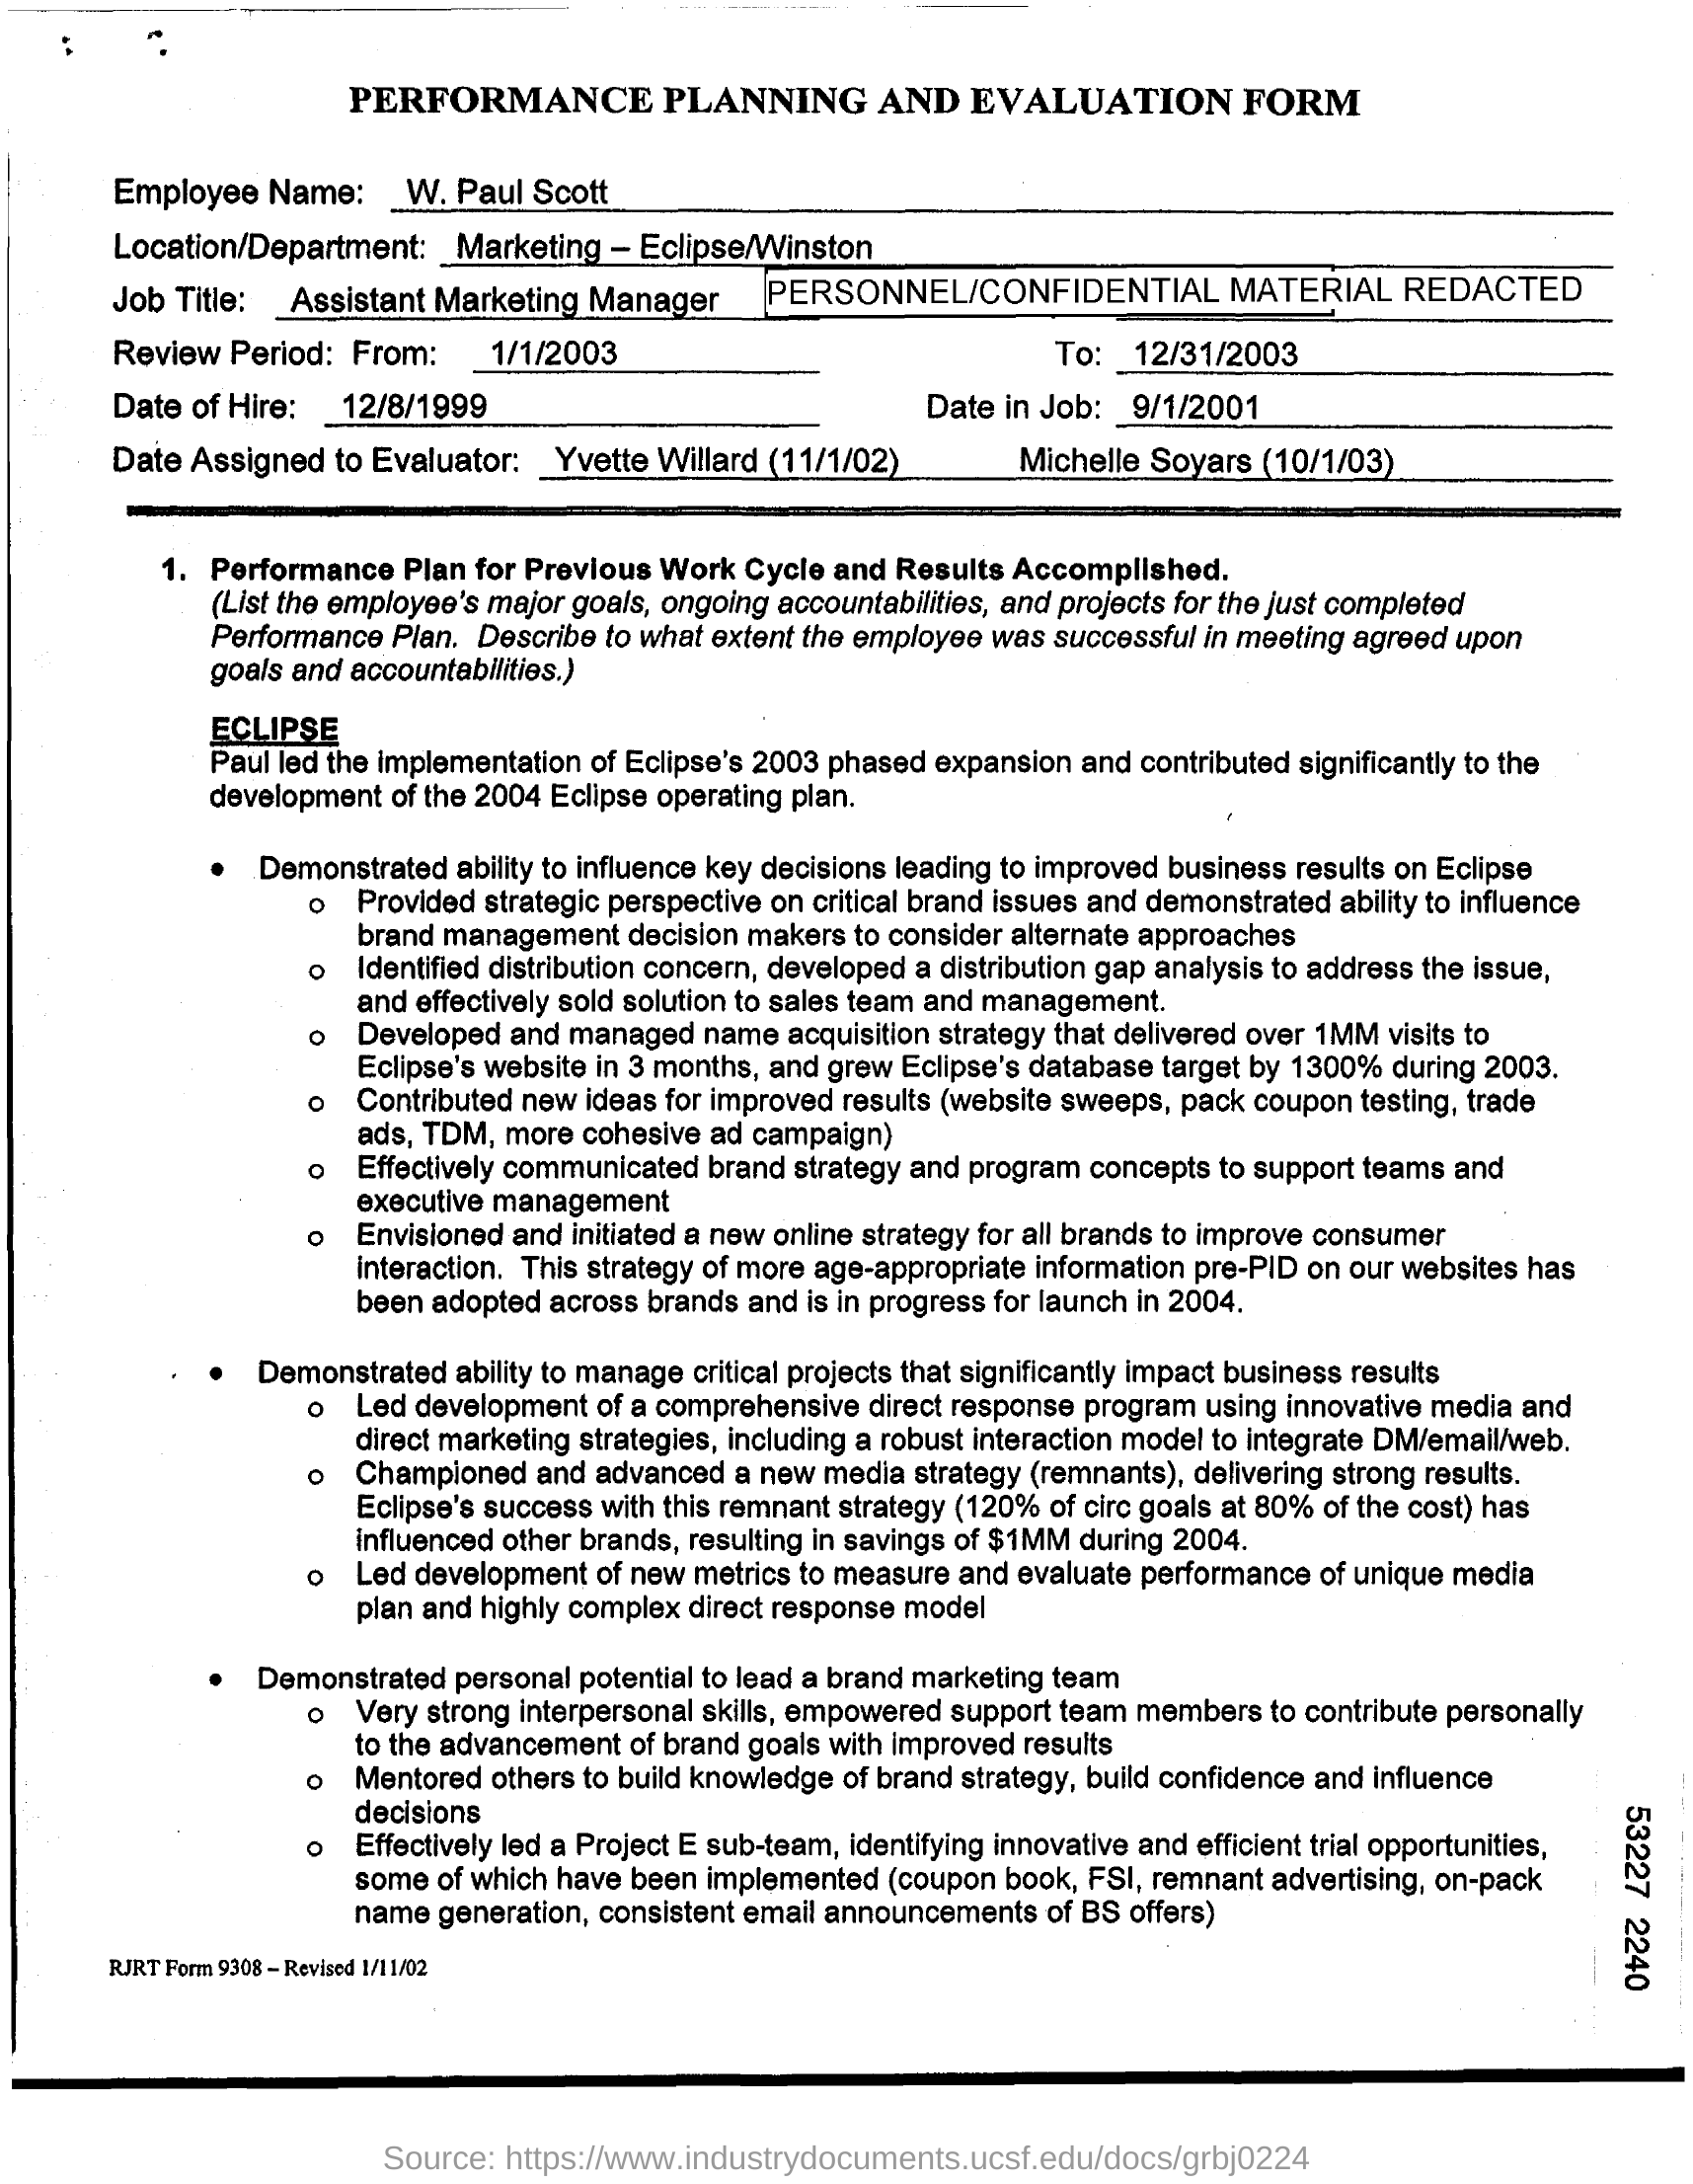 PERFORMANCE PLANNING AND EVALUATION FORM
Employee Name: W. Paul Scott
Location/Department: Marketing – Eclipse/Winston
Job Title: Assistant Marketing Manager PERSONNEL/CONFIDENTIAL MATERIAL REDACTED
Review Period: From: 1/1/2003 To: 12/31/2003
Date of Hire: 12/8/1999 Date in Job: 9/1/2001
Date Assigned to Evaluator: Yvette Willard (11/1/02) Michelle Soyars (10/1/03)
1. Performance Plan for Previous Work Cycle and Results Accomplished.
(List the employee's major goals, ongoing accountabilities, and projects for the just completed
Performance Plan. Describe to what extent the employee was successful in meeting agreed upon
goals and accountabilities.)
ECLIPSE
Paul led the implementation of Eclipse's 2003 phased expansion and contributed significantly to the
development of the 2004 Eclipse operating plan.
• Demonstrated ability to influence key decisions leading to improved business results on Eclipse
o Provided strategic perspective on critical brand issues and demonstrated ability to influence
brand management decision makers to consider alternate approaches
o Identified distribution concern, developed a distribution gap analysis to address the issue,
and effectively sold solution to sales team and management.
o Developed and managed name acquisition strategy that delivered over 1MM visits to
Eclipse's website in 3 months, and grew Eclipse's database target by 1300% during 2003.
o Contributed new ideas for improved results (website sweeps, pack coupon testing, trade
ads, TDM, more cohesive ad campaign)
o Effectively communicated brand strategy and program concepts to support teams and
executive management
o Envisioned and initiated a new online strategy for all brands to improve consumer
interaction. This strategy of more age-appropriate information pre-PID on our websites has
been adopted across brands and is in progress for launch in 2004.
• Demonstrated ability to manage critical projects that significantly impact business results
o Led development of a comprehensive direct response program using innovative media and
direct marketing strategies, including a robust interaction model to integrate DM/email/web.
o Championed and advanced a new media strategy (remnants), delivering strong results.
Eclipse's success with this remnant strategy (120% of circ goals at 80% of the cost) has
influenced other brands, resulting in savings of $1MM during 2004.
o Led development of new metrics to measure and evaluate performance of unique media
plan and highly complex direct response model
• Demonstrated personal potential to lead a brand marketing team
o Very strong interpersonal skills, empowered support team members to contribute personally
to the advancement of brand goals with improved results
o Mentored others to build knowledge of brand strategy, build confidence and influence
decisions
o Effectively led a Project E sub-team, identifying innovative and efficient trial opportunities,
some of which have been implemented (coupon book, FSI, remnant advertising, on-pack
name generation, consistent email announcements of BS offers)
RJRT Form 9308 – Revised 1/11/02
53227 2240
Source: https://www.industrydocuments.ucsf.edu/docs/grbj0224